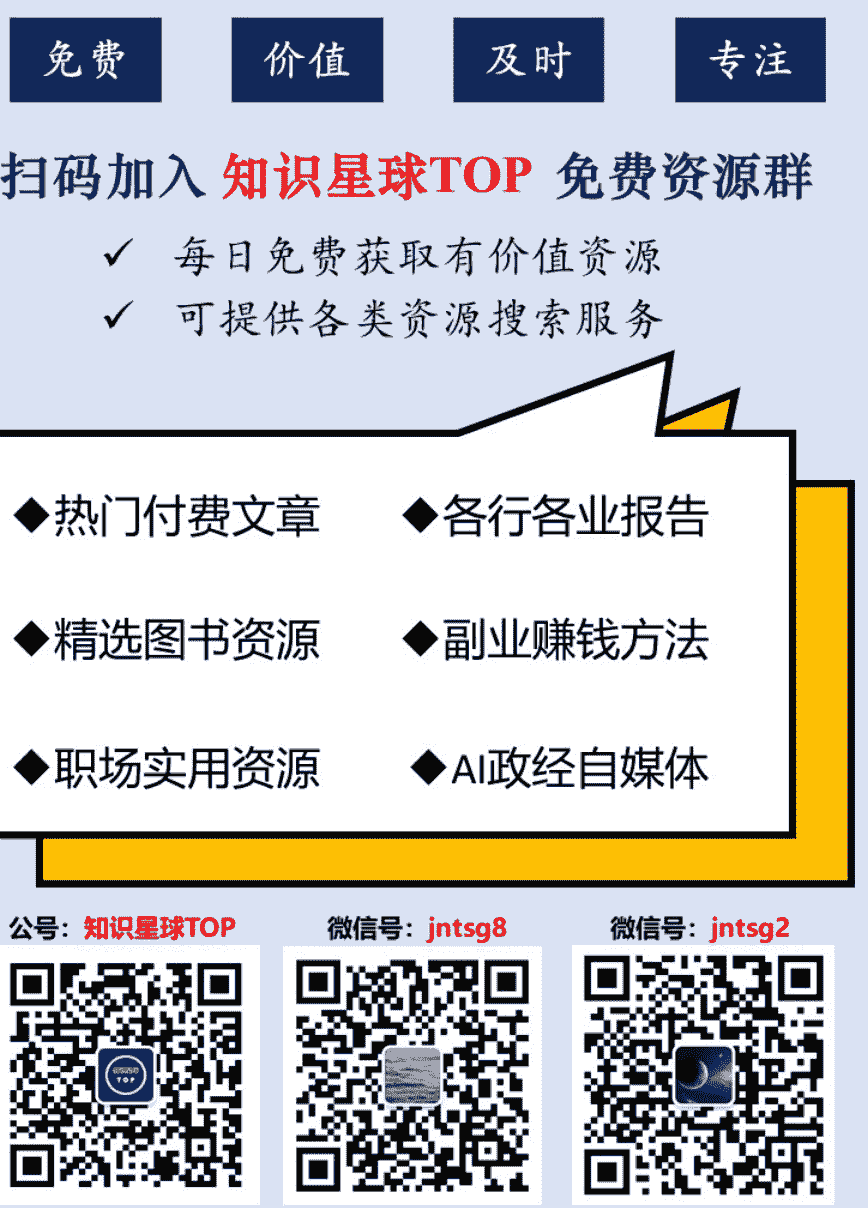 免费 价值 及时 专注
扫码加入 知识星球TOP 免费资源群
✓ 每日免费获取有价值资源
✓ 可提供各类资源搜索服务
◆热门付费文章 ◆各行各业报告
◆精选图书资源 ◆副业赚钱方法
◆职场实用资源 ◆AI政经自媒体
公号：知识星球TOP 微信号：jntsg8 微信号：jntsg2
TOP